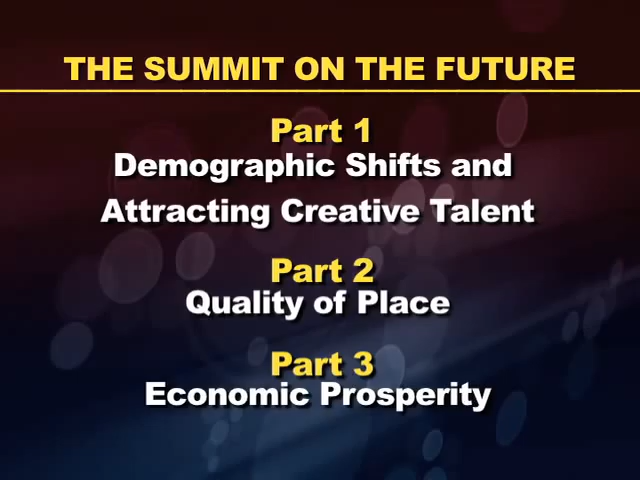 THE SUMMIT ON THE FUTURE
Part 1
Demographic Shifts and
Attracting Creative Talent
Part 2
Quality of Place
Part 3
Economic Prosperity